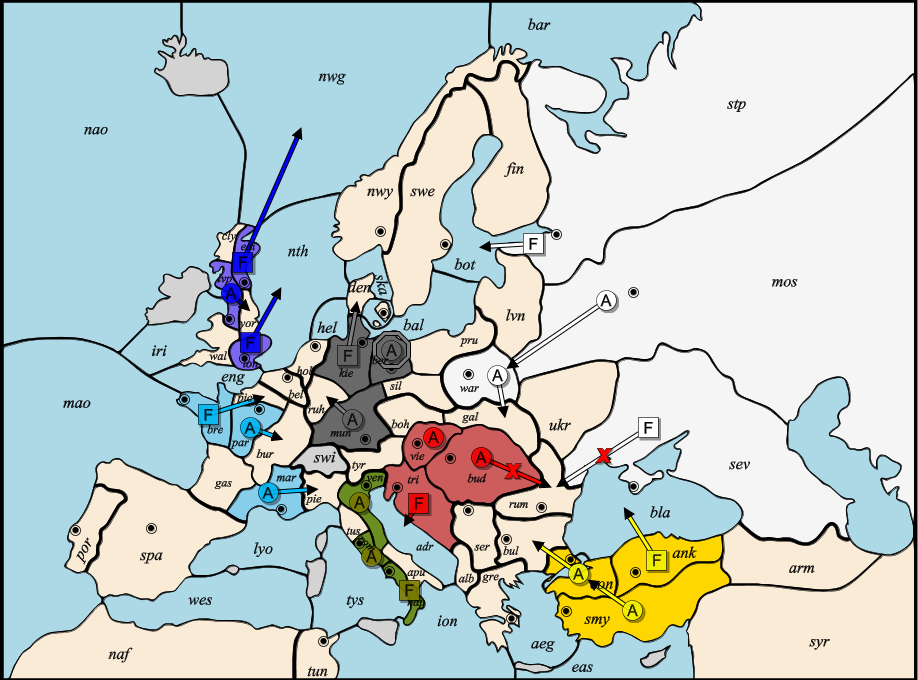 bar
nwg
stp
nao
fin
nwy
swe
cly
edi
nth
bot
lvp
mos
den
ska
lvn
yor
hel
bal
iri
wal
kie
ber
pru
lon
hol
eng
war
mao
bel
sil
pic
ruh
gal
ukr
bre
par
mun
boh
bur
vie
sev
swi
tyr
bud
gas
mar
ven
tri
pie
rum
bla
por
spa
tus
lyo
adr
ser
bul
ank
con
arm
apu
alb
gre
wes
tys
nap
smy
ion
aeg
syr
naf
eas
tun
F
F
A
F
A
F
A
A
F
A
A
F
A
A
F
A
A
F
A
A
F
F
A
A
X
X